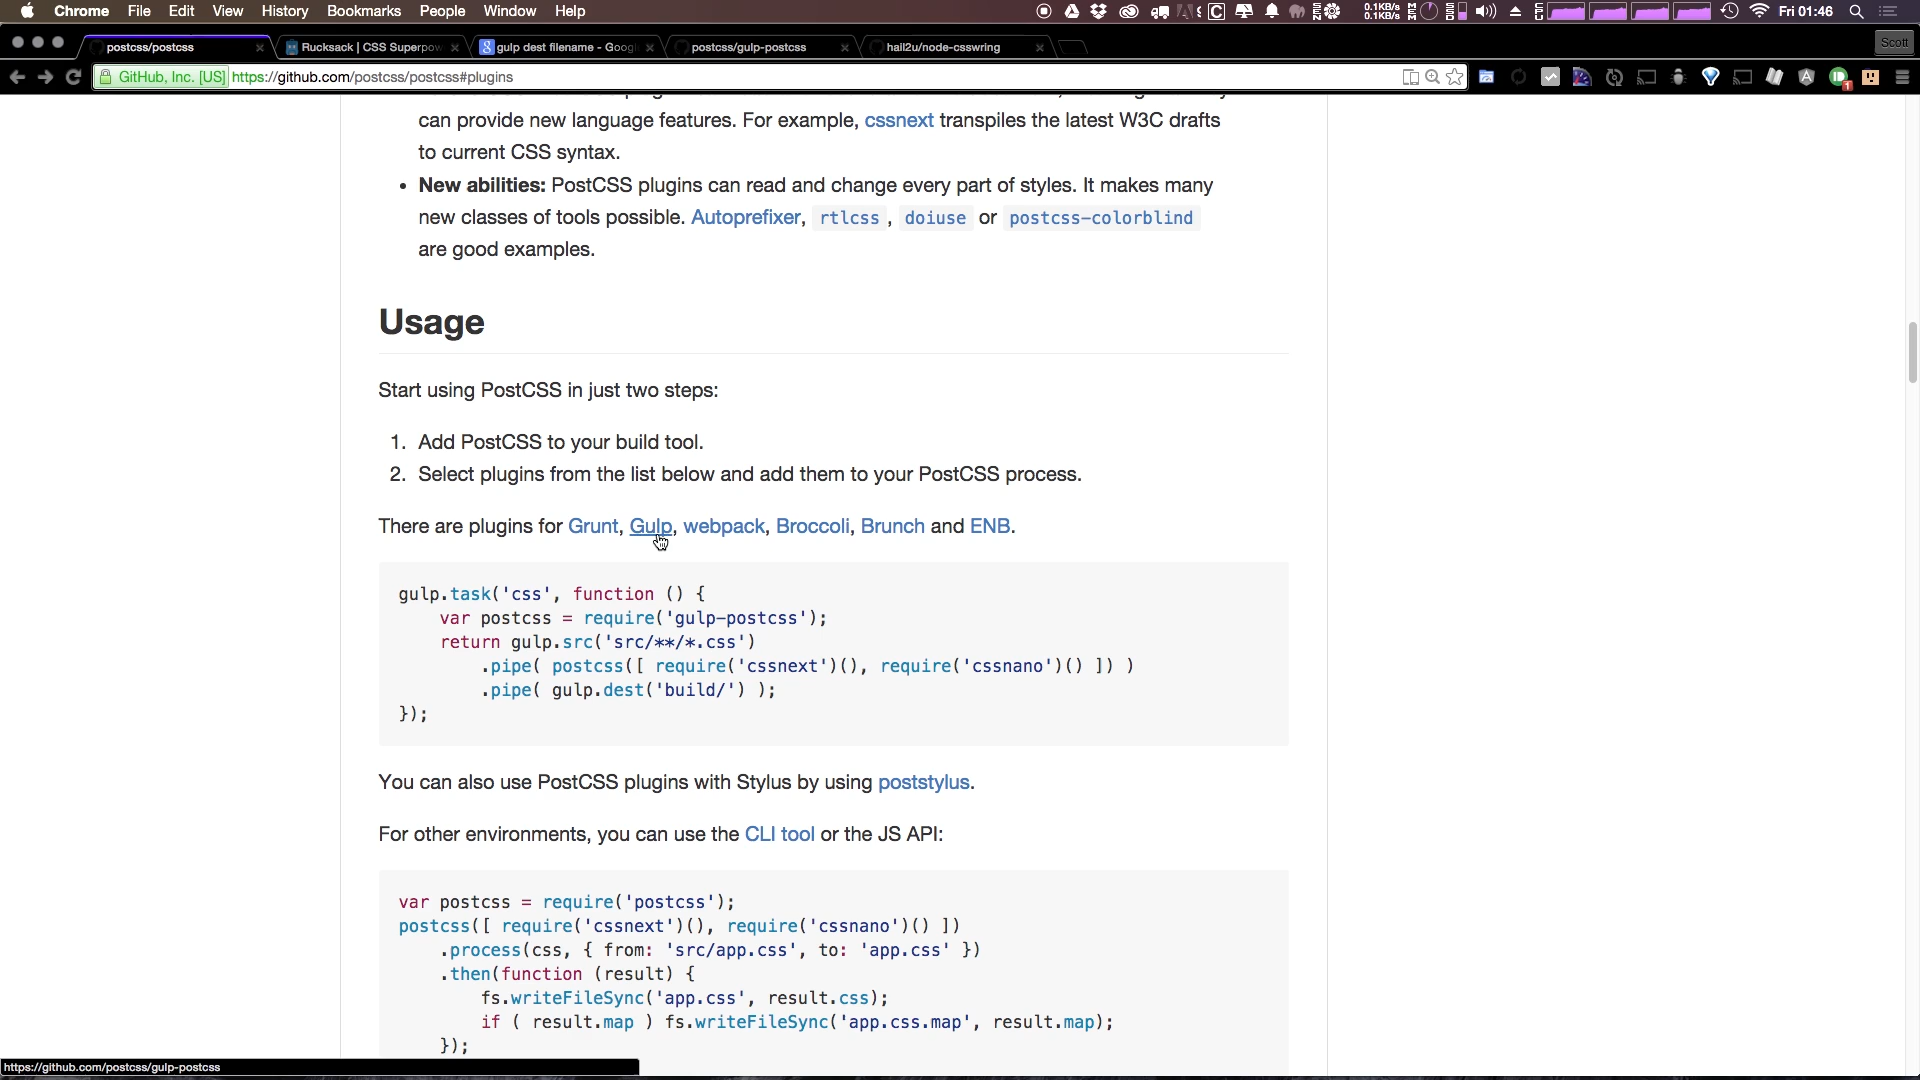 Chrome File Edit View History Bookmarks People Window Help
0.1KB/s
0.1KB/s
Fri 01:46
postcss/postcss
Rucksack | CSS Superpow
gulp dest filename - Goog
postcss/gulp-postcss
hail2u/node-csswring
Scott
GitHub, Inc. [US] https://github.com/postcss/postcss#plugins
can provide new language features. For example, cssnext transpiles the latest W3C drafts
to current CSS syntax.
• New abilities: PostCSS plugins can read and change every part of styles. It makes many
new classes of tools possible. Autoprefixer, rtlcss, doiuse or postcss-colorblind
are good examples.
Usage
Start using PostCSS in just two steps:
1. Add PostCSS to your build tool.
2. Select plugins from the list below and add them to your PostCSS process.
There are plugins for Grunt, Gulp, webpack, Broccoli, Brunch and ENB.
gulp.task('css', function () {
var postcss = require('gulp-postcss');
return gulp.src('src/**/*.css')
.pipe( postcss([ require('cssnext')(), require('cssnano')() ]) )
.pipe( gulp.dest('build/') );
});
You can also use PostCSS plugins with Stylus by using poststylus.
For other environments, you can use the CLI tool or the JS API:
var postcss = require('postcss');
postcss([ require('cssnext')(), require('cssnano')() ])
.process(css, { from: 'src/app.css', to: 'app.css' })
.then(function (result) {
fs.writeFileSync('app.css', result.css);
if ( result.map ) fs.writeFileSync('app.css.map', result.map);
});
https://github.com/postcss/gulp-postcss